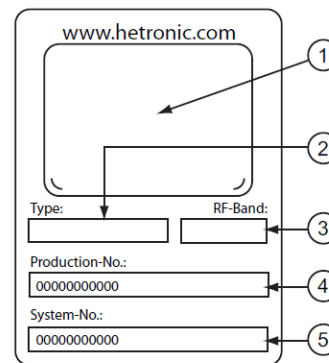 www.hetronic.com
1
2
Type: RF-Band:
3
Production-No.:
00000000000
4
System-No.:
00000000000
5